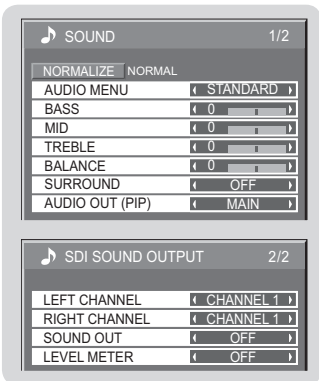 SOUND 1/2
NORMALIZE NORMAL
AUDIO MENU STANDARD
BASS 0
MID 0
TREBLE 0
BALANCE 0
SURROUND OFF
AUDIO OUT (PIP) MAIN
SDI SOUND OUTPUT 2/2
LEFT CHANNEL CHANNEL 1
RIGHT CHANNEL CHANNEL 1
SOUND OUT OFF
LEVEL METER OFF